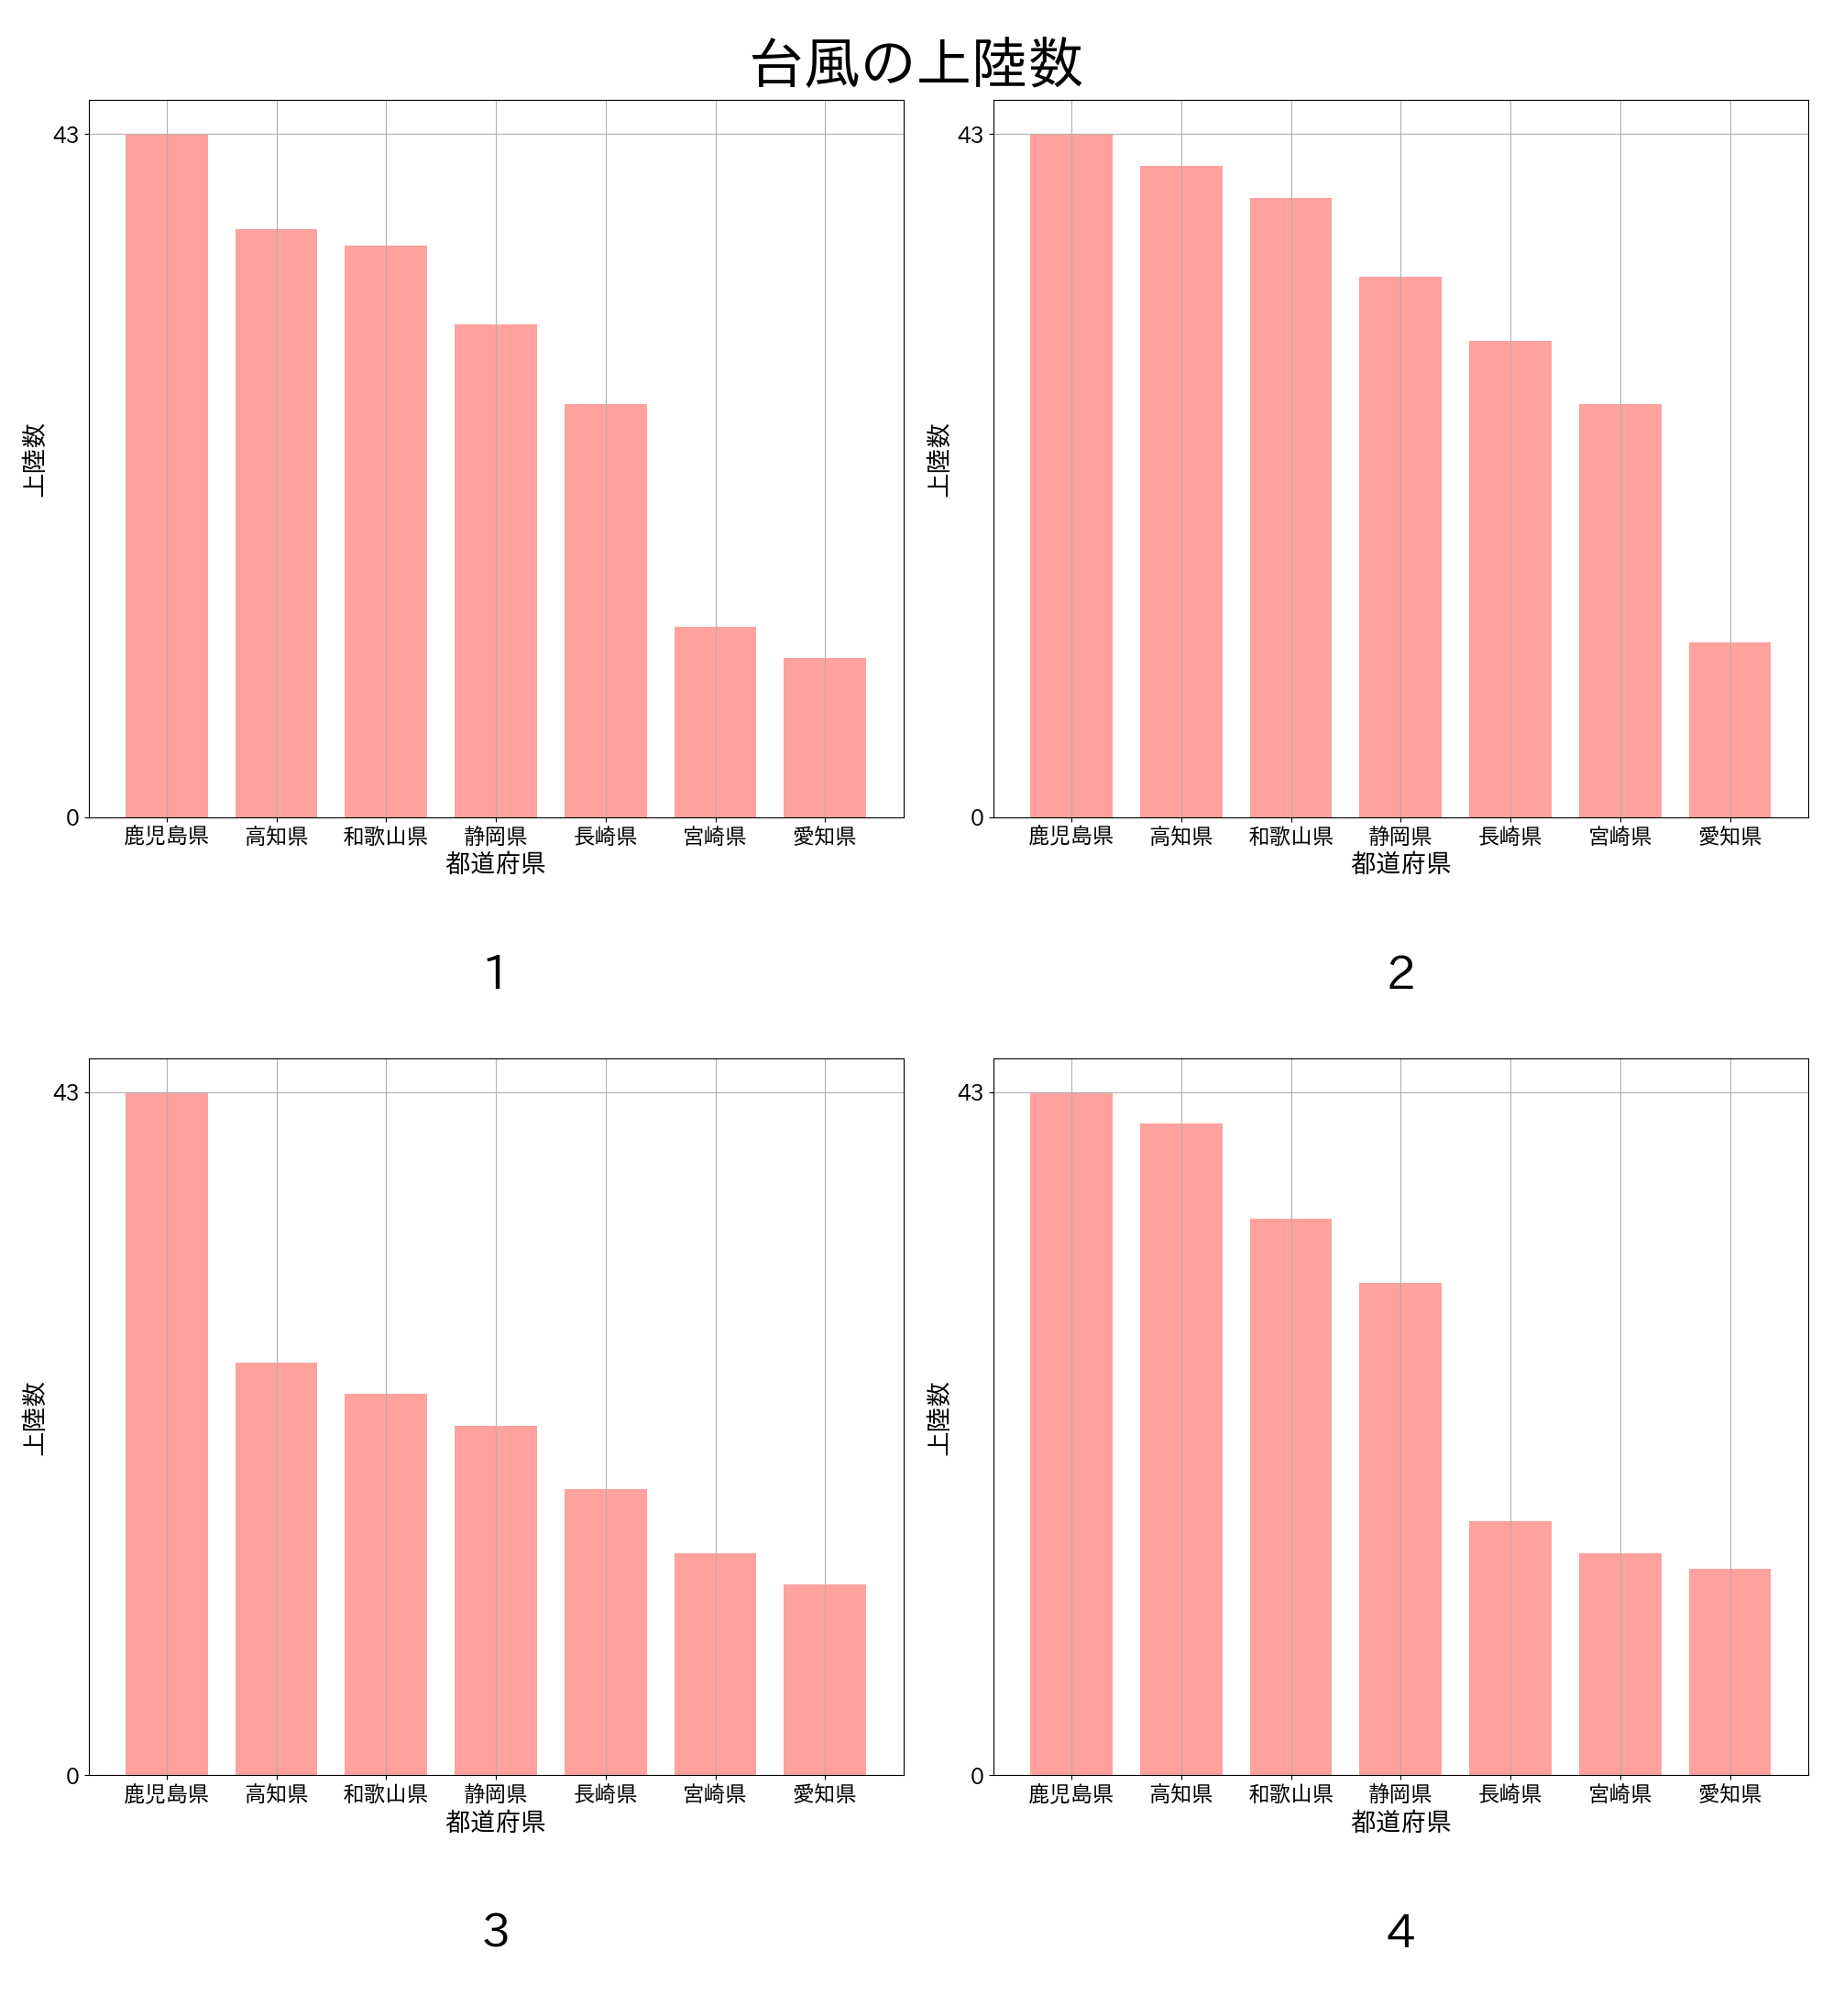 台風の上陸数
43
0
上陸数
鹿児島県 高知県 和歌山県 静岡県 長崎県 宮崎県 愛知県
都道府県
1
43
0
上陸数
鹿児島県 高知県 和歌山県 静岡県 長崎県 宮崎県 愛知県
都道府県
2
43
0
上陸数
鹿児島県 高知県 和歌山県 静岡県 長崎県 宮崎県 愛知県
都道府県
3
43
0
上陸数
鹿児島県 高知県 和歌山県 静岡県 長崎県 宮崎県 愛知県
都道府県
4